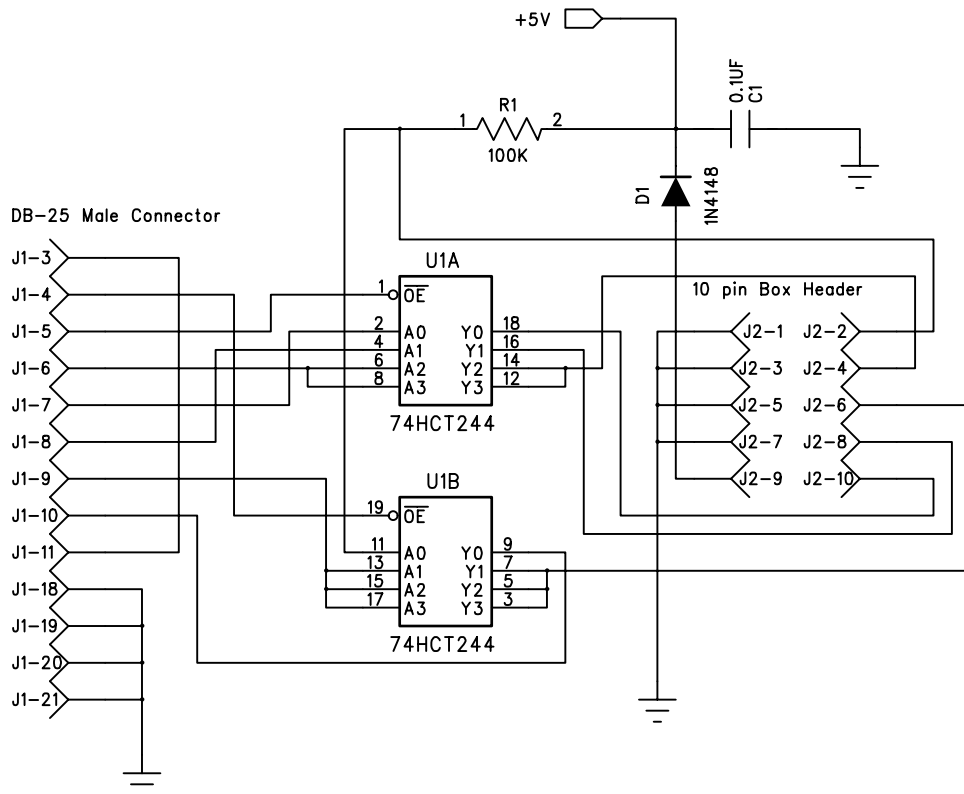 +5V
0.1UF
C1
R1
1 2
100K
D1
1N4148
DB-25 Male Connector
J1-3
J1-4
J1-5
J1-6
J1-7
J1-8
J1-9
J1-10
J1-11
J1-18
J1-19
J1-20
J1-21
U1A
1 OE
2 A0 Y0 18
4 A1 Y1 16
6 A2 Y2 14
8 A3 Y3 12
74HCT244
U1B
19 OE
11 A0 Y0 9
13 A1 Y1 7
15 A2 Y2 5
17 A3 Y3 3
74HCT244
10 pin Box Header
J2-1 J2-2
J2-3 J2-4
J2-5 J2-6
J2-7 J2-8
J2-9 J2-10